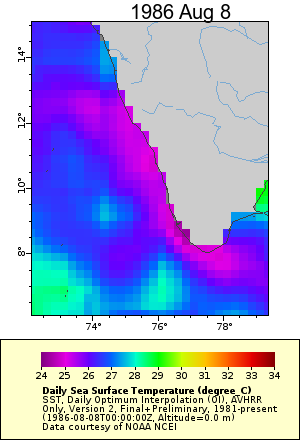 1986 Aug 8
14°
12°
10°
8°
74° 76° 78°
24 25 26 27 28 29 30 31 32 33 34
Daily Sea Surface Temperature (degree_C)
SST, Daily Optimum Interpolation (OI), AVHRR
Only, Version 2, Final+Preliminary, 1981-present
(1986-08-08T00:00:00Z, Altitude=0.0 m)
Data courtesy of NOAA NCEI